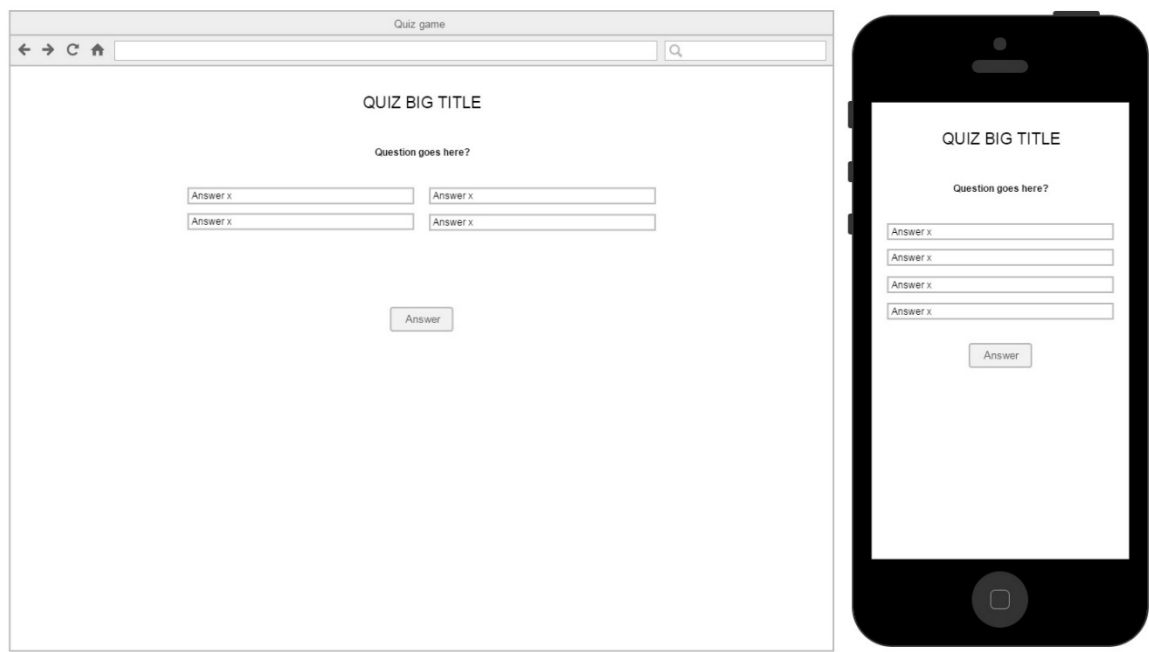 Quiz game
QUIZ BIG TITLE
Question goes here?
Answer x
Answer x
Answer x
Answer x
Answer
QUIZ BIG TITLE
Question goes here?
Answer x
Answer x
Answer x
Answer x
Answer